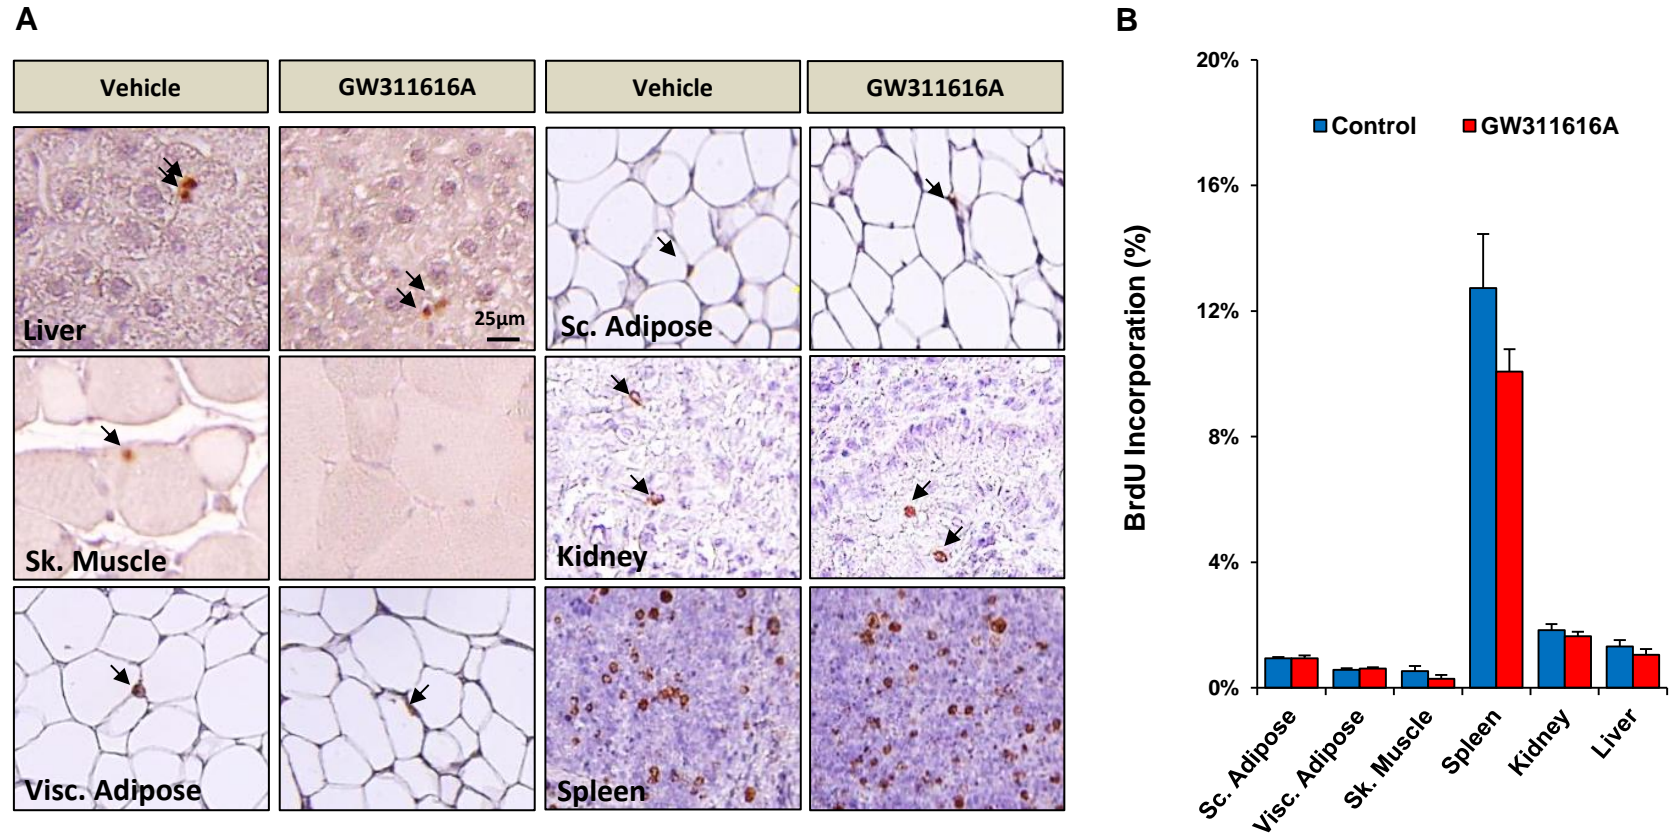 A
Vehicle
GW311616A
Vehicle
GW311616A
Liver
25µm
Sc. Adipose
Sk. Muscle
Kidney
Visc. Adipose
Spleen
B
20%
16%
12%
8%
4%
0%
BrdU Incorporation (%)
Control
GW311616A
Sc. Adipose
Visc. Adipose
Sk. Muscle
Spleen
Kidney
Liver